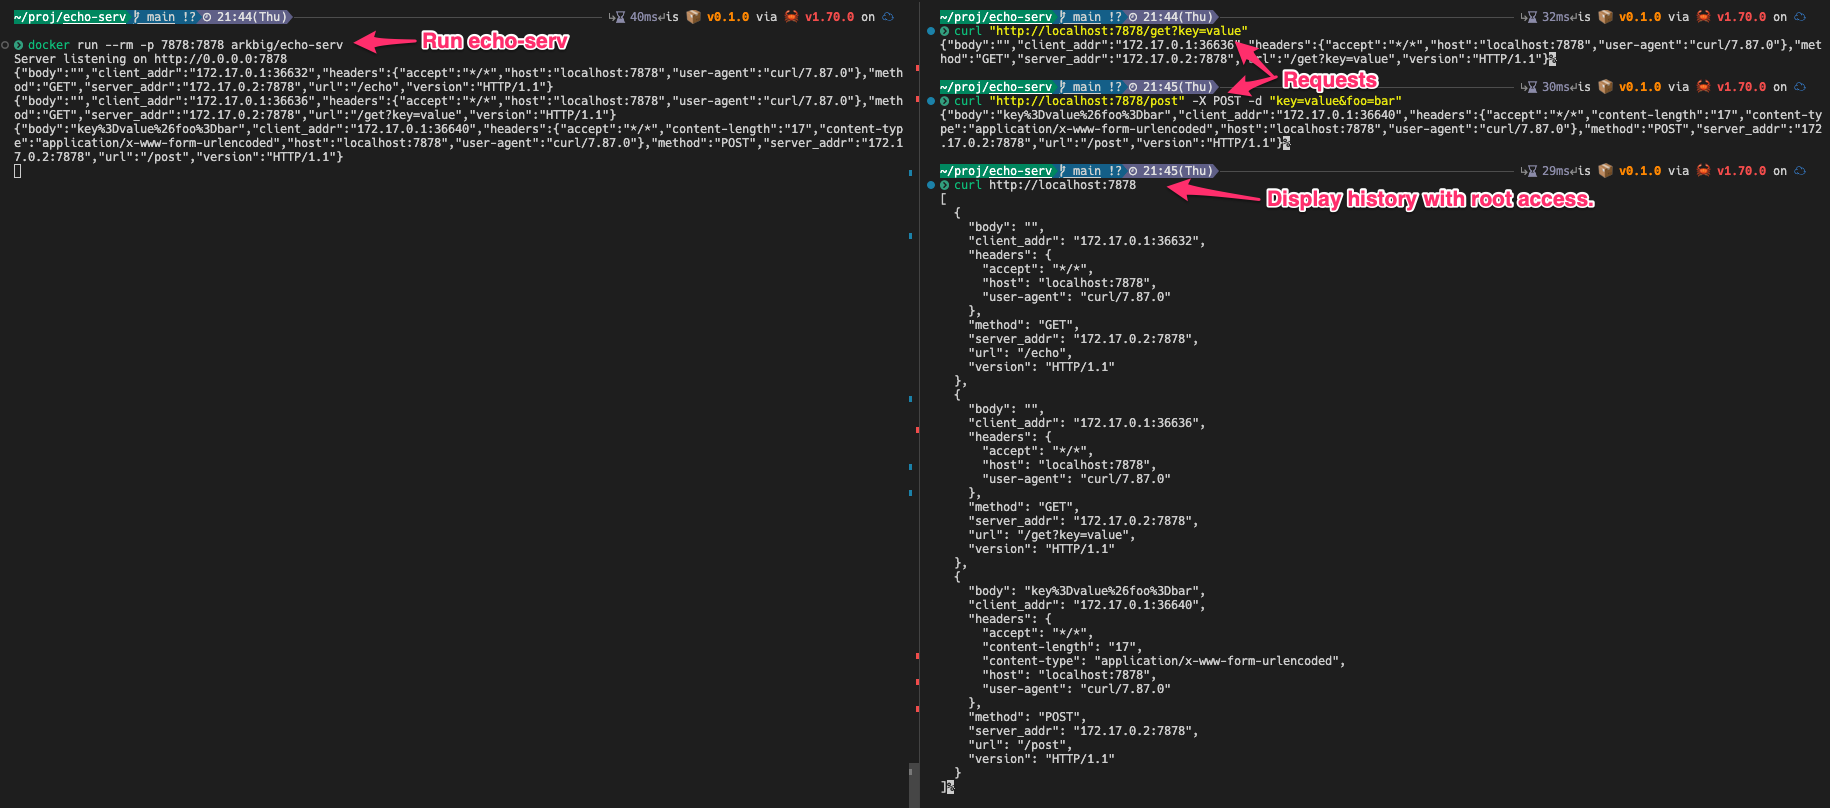 ~/proj/echo-serv main !? 21:44(Thu) 40ms is v0.1.0 via v1.70.0 on
docker run --rm -p 7878:7878 arkbig/echo-serv
Run echo-serv
Server listening on http://0.0.0.0:7878
{"body":"","client_addr":"172.17.0.1:36632","headers":{"accept":"*/*","host":"localhost:7878","user-agent":"curl/7.87.0"},"meth
od":"GET","server_addr":"172.17.0.2:7878","url":"/echo","version":"HTTP/1.1"}
{"body":"","client_addr":"172.17.0.1:36636","headers":{"accept":"*/*","host":"localhost:7878","user-agent":"curl/7.87.0"},"meth
od":"GET","server_addr":"172.17.0.2:7878","url":"/get?key=value","version":"HTTP/1.1"}
{"body":"key%3Dvalue%26foo%3Dbar","client_addr":"172.17.0.1:36640","headers":{"accept":"*/*","content-length":"17","content-typ
e":"application/x-www-form-urlencoded","host":"localhost:7878","user-agent":"curl/7.87.0"},"method":"POST","server_addr":"172.1
7.0.2:7878","url":"/post","version":"HTTP/1.1"}
~/proj/echo-serv main !? 21:44(Thu) 32ms is v0.1.0 via v1.70.0 on
curl "http://localhost:7878/get?key=value"
{"body":"","client_addr":"172.17.0.1:36636","headers":{"accept":"*/*","host":"localhost:7878","user-agent":"curl/7.87.0"},"met
hod":"GET","server_addr":"172.17.0.2:7878", rl":"/get?key=value","version":"HTTP/1.1"}%
Requests
~/proj/echo-serv main !? 21:45(Thu) 30ms is v0.1.0 via v1.70.0 on
curl "http://localhost:7878/post" -X POST -d "key=value&foo=bar"
{"body":"key%3Dvalue%26foo%3Dbar","client_addr":"172.17.0.1:36640","headers":{"accept":"*/*","content-length":"17","content-ty
pe":"application/x-www-form-urlencoded","host":"localhost:7878","user-agent":"curl/7.87.0"},"method":"POST","server_addr":"172
.17.0.2:7878","url":"/post","version":"HTTP/1.1"}%
~/proj/echo-serv main !? 21:45(Thu) 29ms is v0.1.0 via v1.70.0 on
curl http://localhost:7878
Display history with root access.
[
{
"body": "",
"client_addr": "172.17.0.1:36632",
"headers": {
"accept": "*/*",
"host": "localhost:7878",
"user-agent": "curl/7.87.0"
},
"method": "GET",
"server_addr": "172.17.0.2:7878",
"url": "/echo",
"version": "HTTP/1.1"
},
{
"body": "",
"client_addr": "172.17.0.1:36636",
"headers": {
"accept": "*/*",
"host": "localhost:7878",
"user-agent": "curl/7.87.0"
},
"method": "GET",
"server_addr": "172.17.0.2:7878",
"url": "/get?key=value",
"version": "HTTP/1.1"
},
{
"body": "key%3Dvalue%26foo%3Dbar",
"client_addr": "172.17.0.1:36640",
"headers": {
"accept": "*/*",
"content-length": "17",
"content-type": "application/x-www-form-urlencoded",
"host": "localhost:7878",
"user-agent": "curl/7.87.0"
},
"method": "POST",
"server_addr": "172.17.0.2:7878",
"url": "/post",
"version": "HTTP/1.1"
}
]%